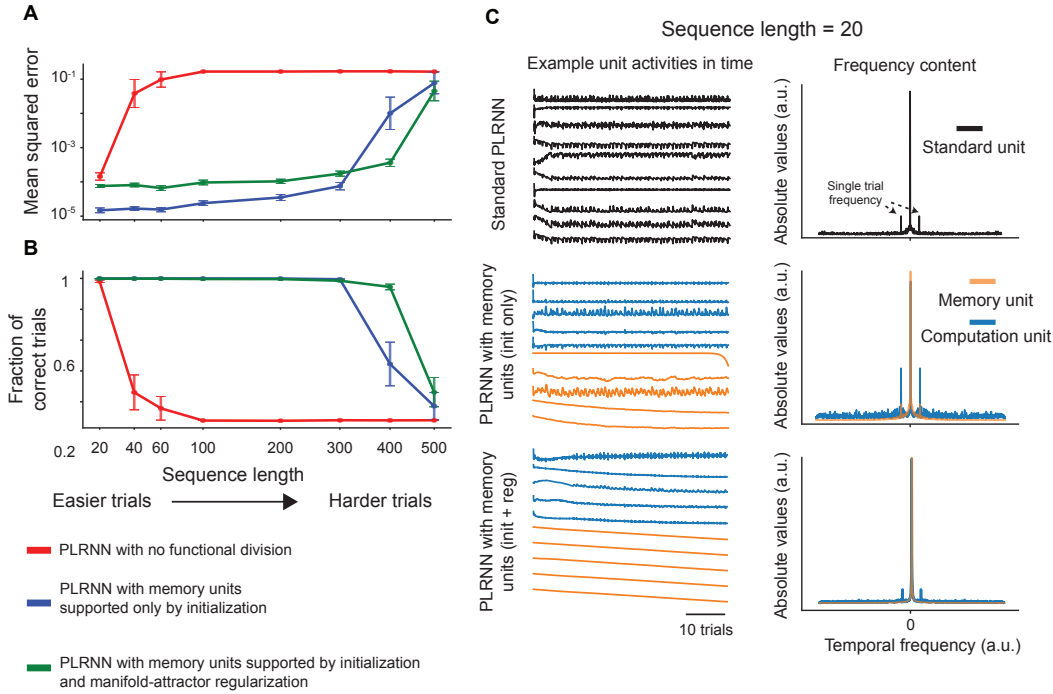 A
Mean squared error
10-1
10-3
10-5
B
Fraction of
correct trials
1
0.6
0.2
20
40
60
100
200
300
400
500
Sequence length
Easier trials
Harder trials
PLRNN with no functional division
PLRNN with memory units
supported only by initialization
PLRNN with memory units supported by initialization
and manifold-attractor regularization
C
Sequence length = 20
Example unit activities in time
Frequency content
Standard PLRNN
Absolute values (a.u.)
Standard unit
Single trial
frequency
PLRNN with memory
units (init only)
Absolute values (a.u.)
Memory unit
Computation unit
PLRNN with memory
units (init + reg)
10 trials
Absolute values (a.u.)
0
Temporal frequency (a.u.)